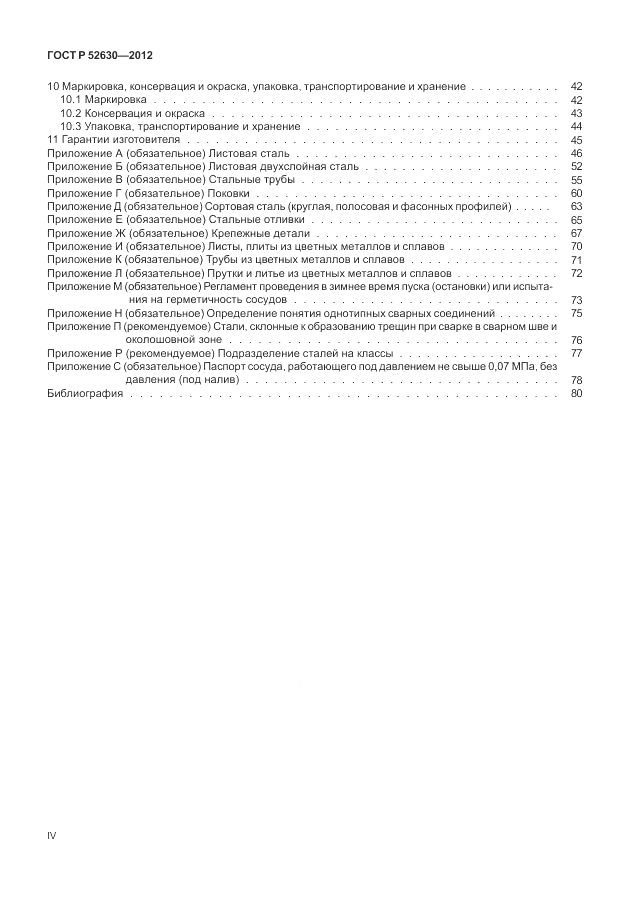 ГОСТ Р 52630—2012
10 Маркировка, консервация и окраска, упаковка, транспортирование и хранение . . . . . . . . . . . 42
10.1 Маркировка . . . . . . . . . . . . . . . . . . . . . . . . . . . . . . . . . . . . . . . . 42
10.2 Консервация и окраска . . . . . . . . . . . . . . . . . . . . . . . . . . . . . . . . . . 43
10.3 Упаковка, транспортирование и хранение . . . . . . . . . . . . . . . . . . . . . . . . . 44
11 Гарантии изготовителя . . . . . . . . . . . . . . . . . . . . . . . . . . . . . . . . . . . . 45
Приложение А (обязательное) Листовая сталь . . . . . . . . . . . . . . . . . . . . . . . . . . 46
Приложение Б (обязательное) Листовая двухслойная сталь . . . . . . . . . . . . . . . . . . . . 52
Приложение В (обязательное) Стальные трубы . . . . . . . . . . . . . . . . . . . . . . . . . . 55
Приложение Г (обязательное) Поковки . . . . . . . . . . . . . . . . . . . . . . . . . . . . . . 60
Приложение Д (обязательное) Сортовая сталь (круглая, полосовая и фасонных профилей) . . . . . 63
Приложение Е (обязательное) Стальные отливки . . . . . . . . . . . . . . . . . . . . . . . . . 65
Приложение Ж (обязательное) Крепежные детали . . . . . . . . . . . . . . . . . . . . . . . . . 67
Приложение И (обязательное) Листы, плиты из цветных металлов и сплавов . . . . . . . . . . . 70
Приложение К (обязательное) Трубы из цветных металлов и сплавов . . . . . . . . . . . . . . . 71
Приложение Л (обязательное) Прутки и литье из цветных металлов и сплавов . . . . . . . . . . 72
Приложение М (обязательное) Регламент проведения в зимнее время пуска (остановки) или испыта-
ния на герметичность сосудов . . . . . . . . . . . . . . . . . . . . . . . . . . 73
Приложение Н (обязательное) Определение понятия однотипных сварных соединений . . . . . . . 75
Приложение П (рекомендуемое) Стали, склонные к образованию трещин при сварке в сварном шве и
околошовной зоне . . . . . . . . . . . . . . . . . . . . . . . . . . . . . . . . 76
Приложение Р (рекомендуемое) Подразделение сталей на классы . . . . . . . . . . . . . . . . 77
Приложение С (обязательное) Паспорт сосуда, работающего под давлением не свыше 0,07 МПа, без
давления (под налив) . . . . . . . . . . . . . . . . . . . . . . . . . . . . . . 78
Библиография . . . . . . . . . . . . . . . . . . . . . . . . . . . . . . . . . . . . . . . . . . 80
IV